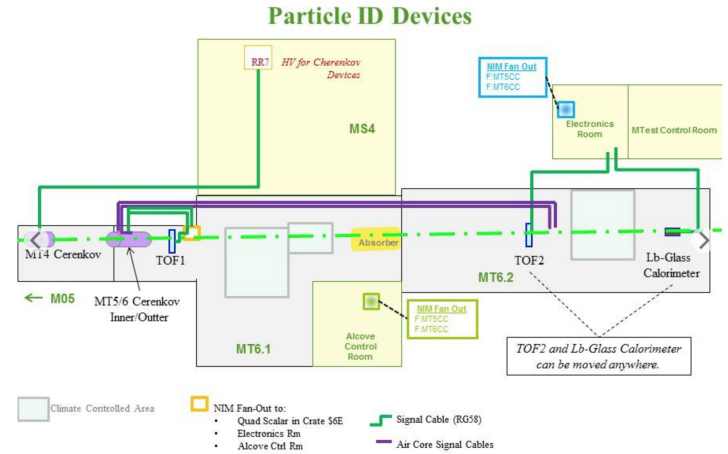 Particle ID Devices
RR7
HV for Cherenkov
Devices
MS4
NIM Fan Out
F:MT5CC
F:MT6CC
Electronics
Room
MTest Control Room
MT4 Cerenkov
TOF1
Absorber
TOF2
Lb-Glass
Calorimeter
MT6.2
← M05
MT5/6 Cerenkov
Inner/Outter
MT6.1
Alcove
Control
Room
NIM Fan Out
F:MT5CC
F:MT6CC
TOF2 and Lb-Glass Calorimeter
can be moved anywhere.
Climate Controlled Area
NIM Fan-Out to:
• Quad Scalar in Crate $6E
• Electronics Rm
• Alcove Ctrl Rm
Signal Cable (RG58)
Air Core Signal Cables